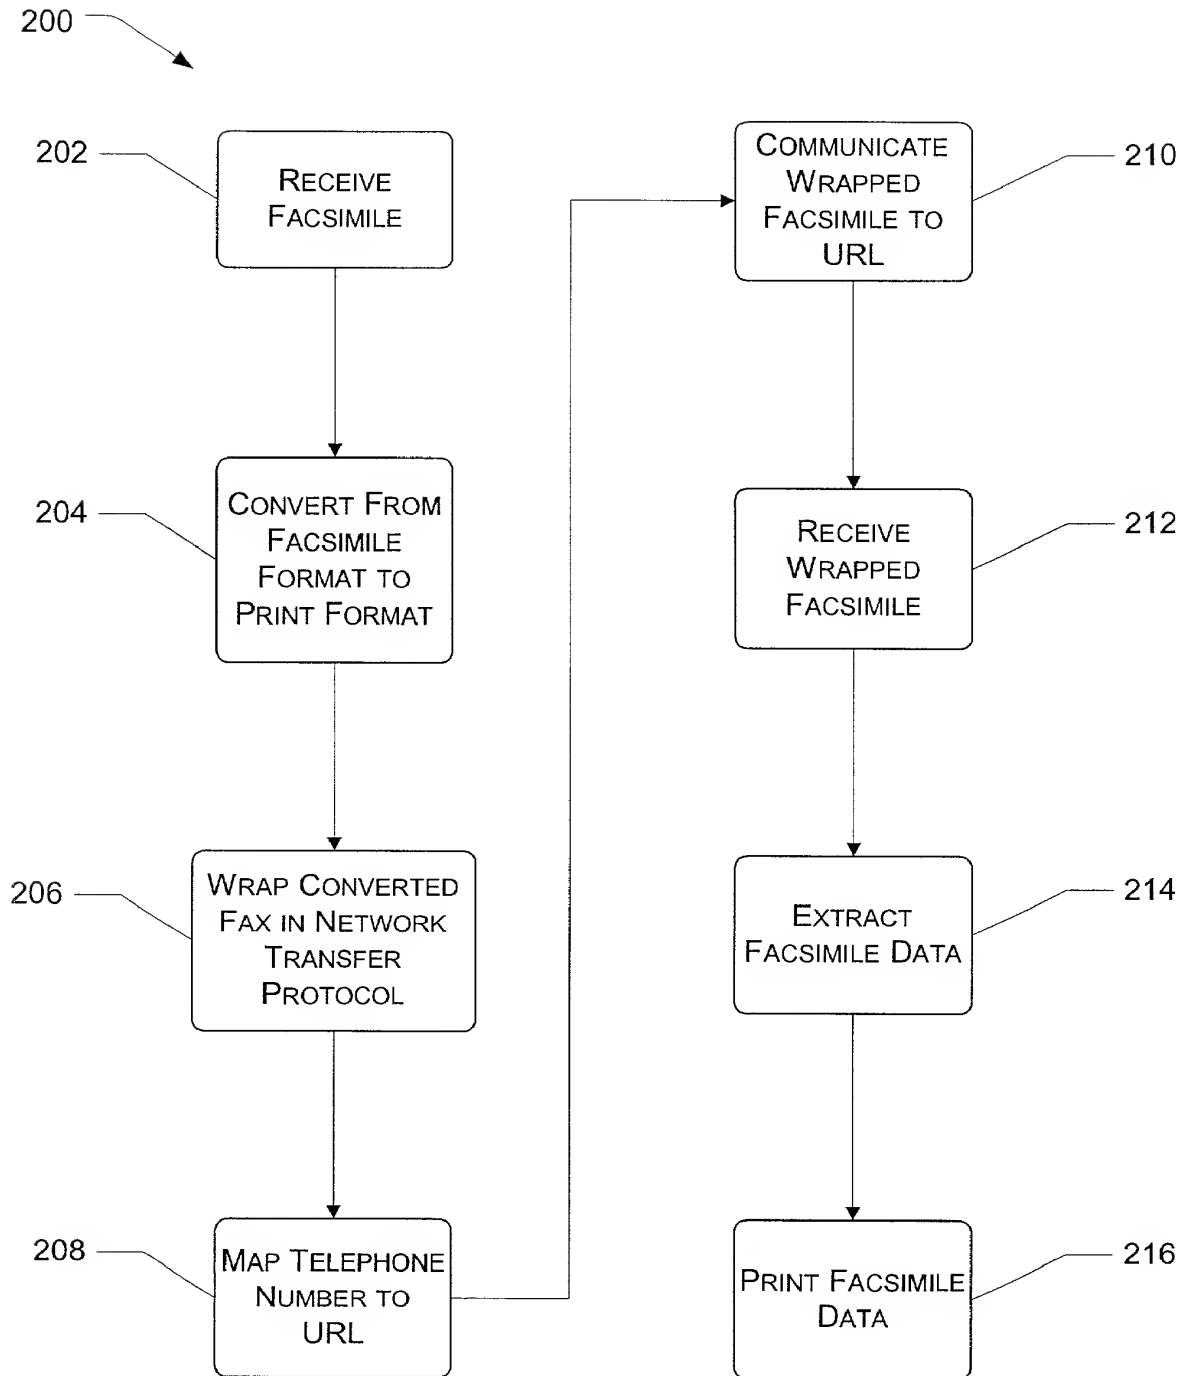 200
202
RECEIVE
FACSIMILE
204
CONVERT FROM
FACSIMILE
FORMAT TO
PRINT FORMAT
206
WRAP CONVERTED
FAX IN NETWORK
TRANSFER
PROTOCOL
208
MAP TELEPHONE
NUMBER TO
URL
COMMUNICATE
WRAPPED
FACSIMILE TO
URL
210
RECEIVE
WRAPPED
FACSIMILE
212
EXTRACT
FACSIMILE DATA
214
PRINT FACSIMILE
DATA
216